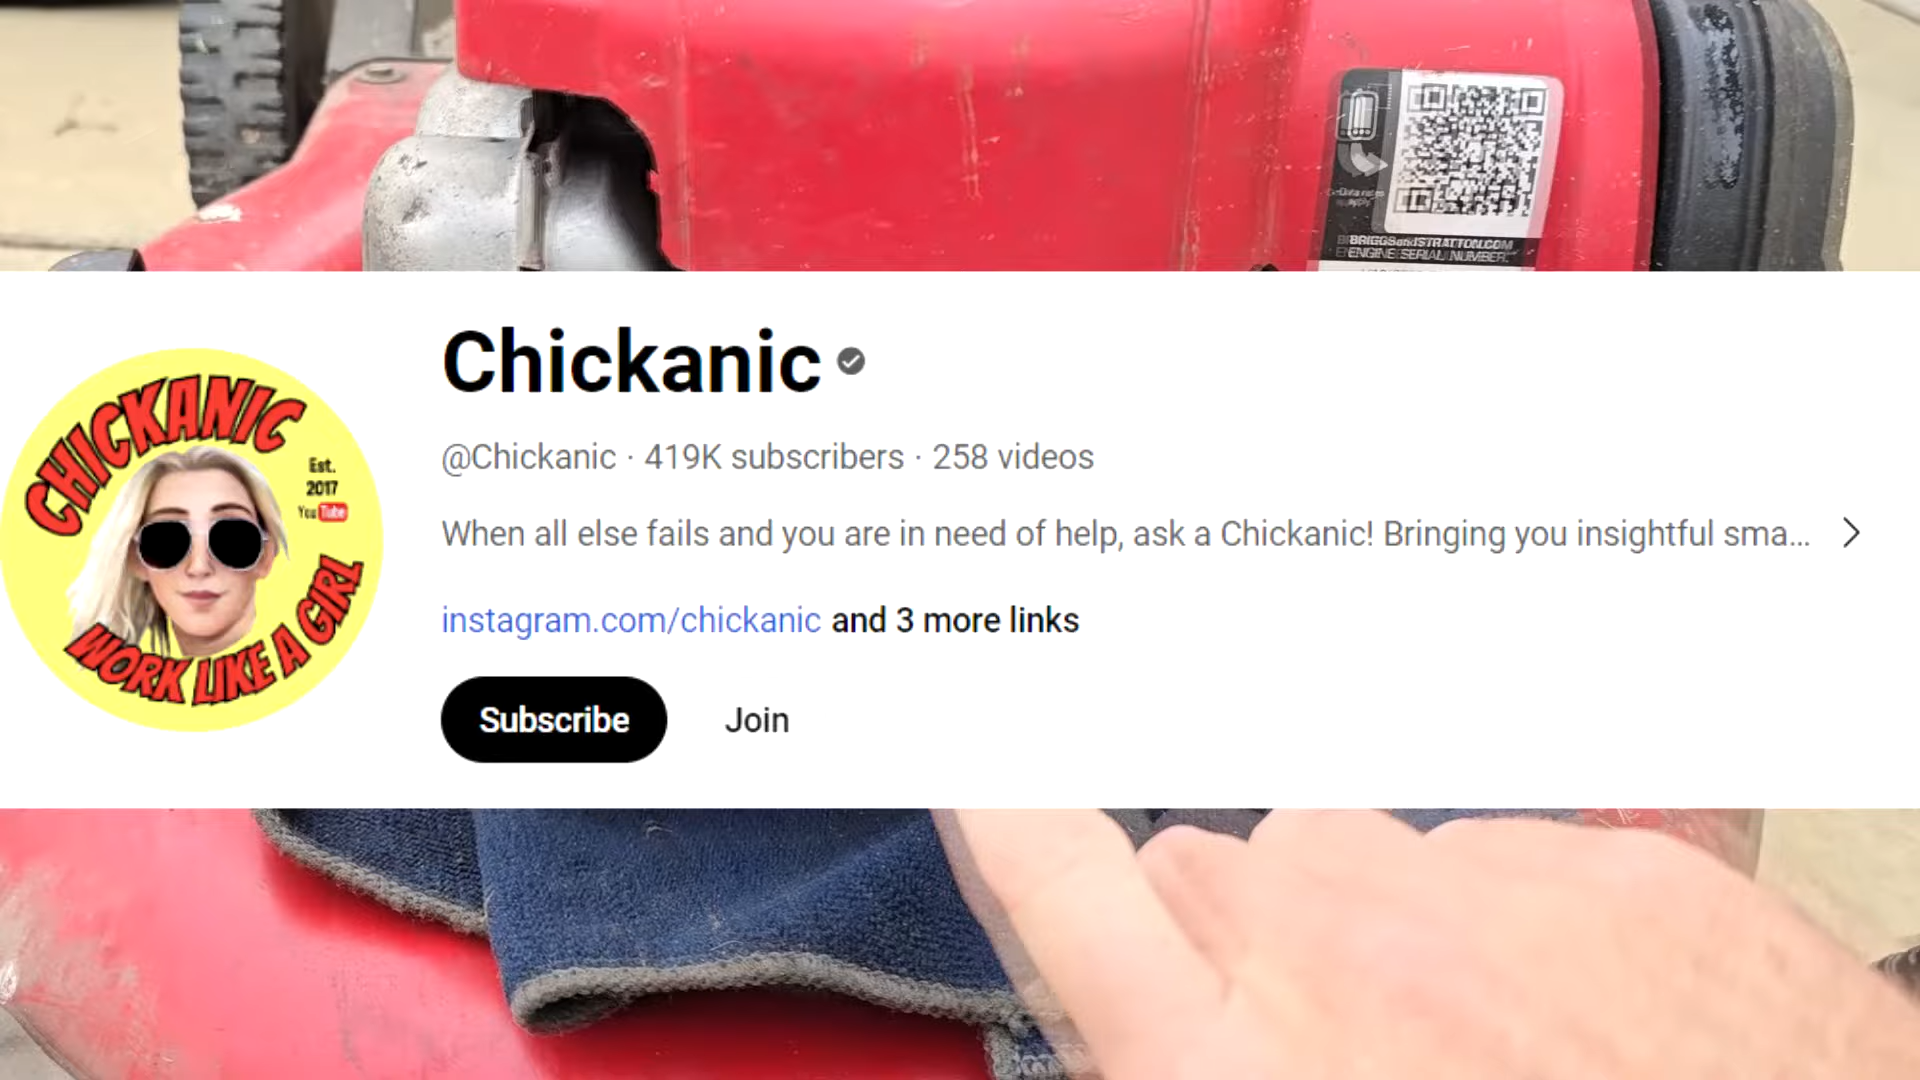 BRIGGSandSTRATTON.COM
ENGINE SERIAL NUMBER:
Chickanic
@Chickanic · 419K subscribers · 258 videos
When all else fails and you are in need of help, ask a Chickanic! Bringing you insightful sma...
instagram.com/chickanic and 3 more links
Subscribe Join
CHICKANIC
Est.
2017
YouTube
WORK LIKE A GIRL